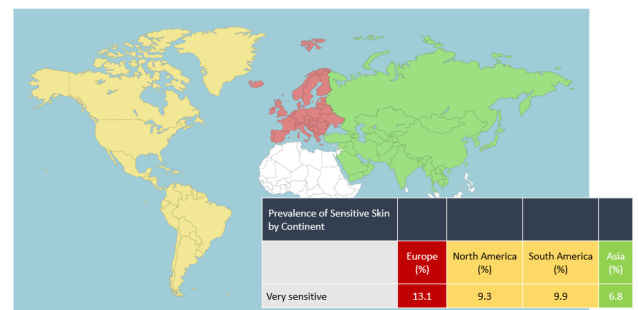 Prevalence of Sensitive Skin
by Continent
Europe North America South America Asia
(%) (%) (%) (%)
Very sensitive 13.1 9.3 9.9 6.8